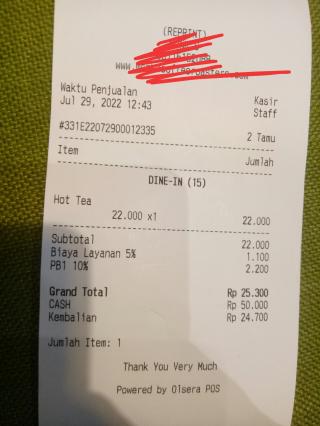 (REPRINT)
Waktu Penjualan
Kasir
Jul 29, 2022 12:43
Staff
#331E22072900012335
2 Tamu
Item
Jumlah
DINE-IN (15)
Hot Tea
22.000 x1 22.000
Subtotal 22.000
Biaya Layanan 5% 1.100
PB1 10% 2.200
Grand Total Rp 25.300
CASH Rp 50.000
Kembalian Rp 24.700
Jumlah Item: 1
Thank You Very Much
Powered by Olsera POS